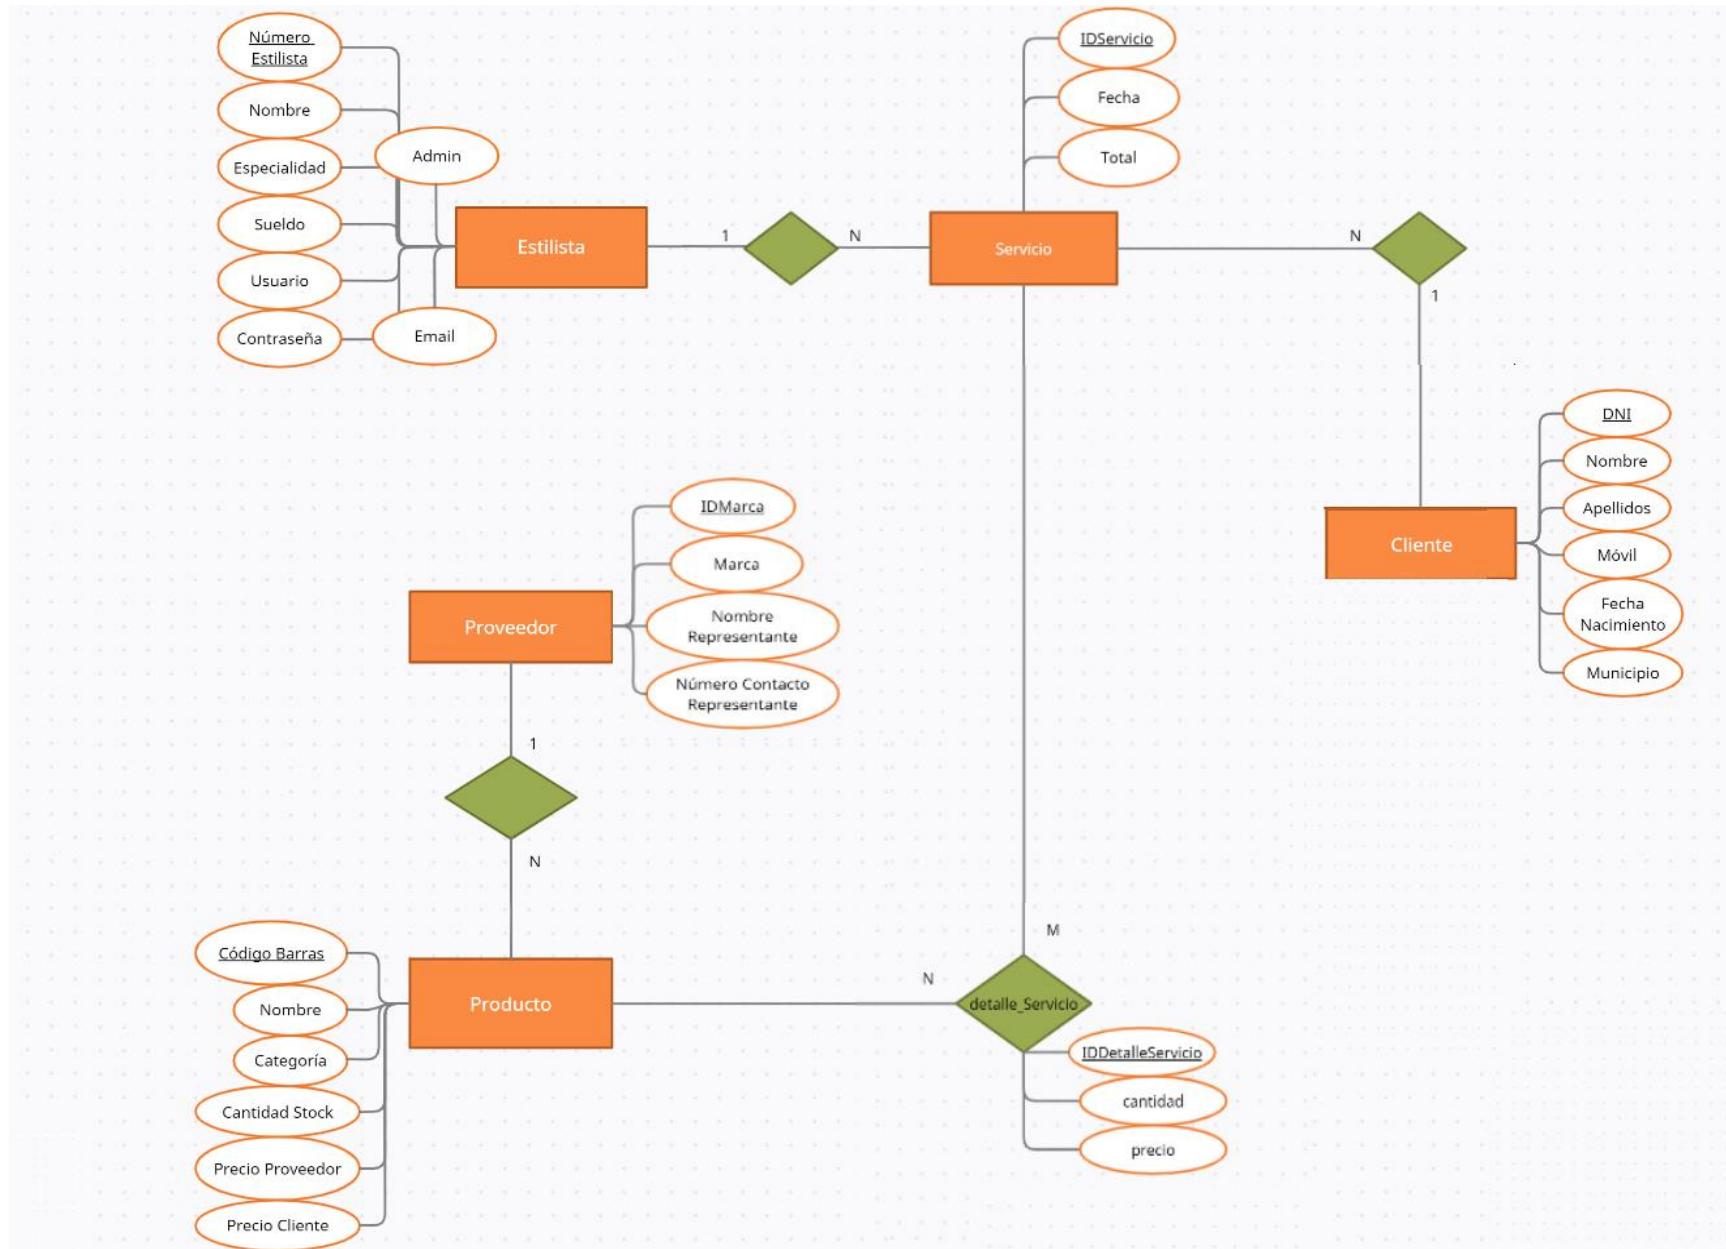 Número
Estilista
Nombre
Especialidad
Sueldo
Usuario
Contraseña
Admin
Email
Estilista
1
N
IDServicio
Fecha
Total
Servicio
N
1
DNI
Nombre
Apellidos
Móvil
Fecha
Nacimiento
Municipio
Cliente
IDMarca
Marca
Nombre
Representante
Número Contacto
Representante
Proveedor
1
N
Código Barras
Nombre
Categoría
Cantidad Stock
Precio Proveedor
Precio Cliente
Producto
N
M
detalle_Servicio
IDDetalleServicio
cantidad
precio